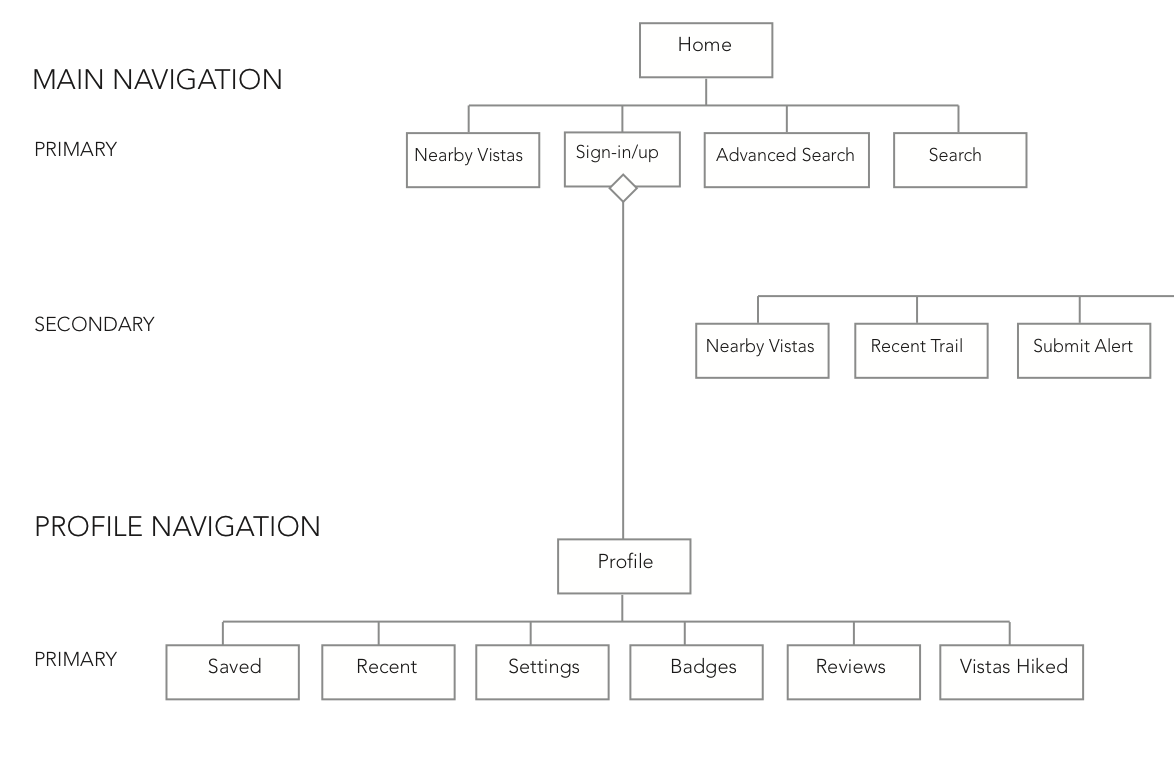 Home
MAIN NAVIGATION
PRIMARY
Nearby Vistas
Sign-in/up
Advanced Search
Search
SECONDARY
Nearby Vistas
Recent Trail
Submit Alert
PROFILE NAVIGATION
Profile
PRIMARY
Saved
Recent
Settings
Badges
Reviews
Vistas Hiked